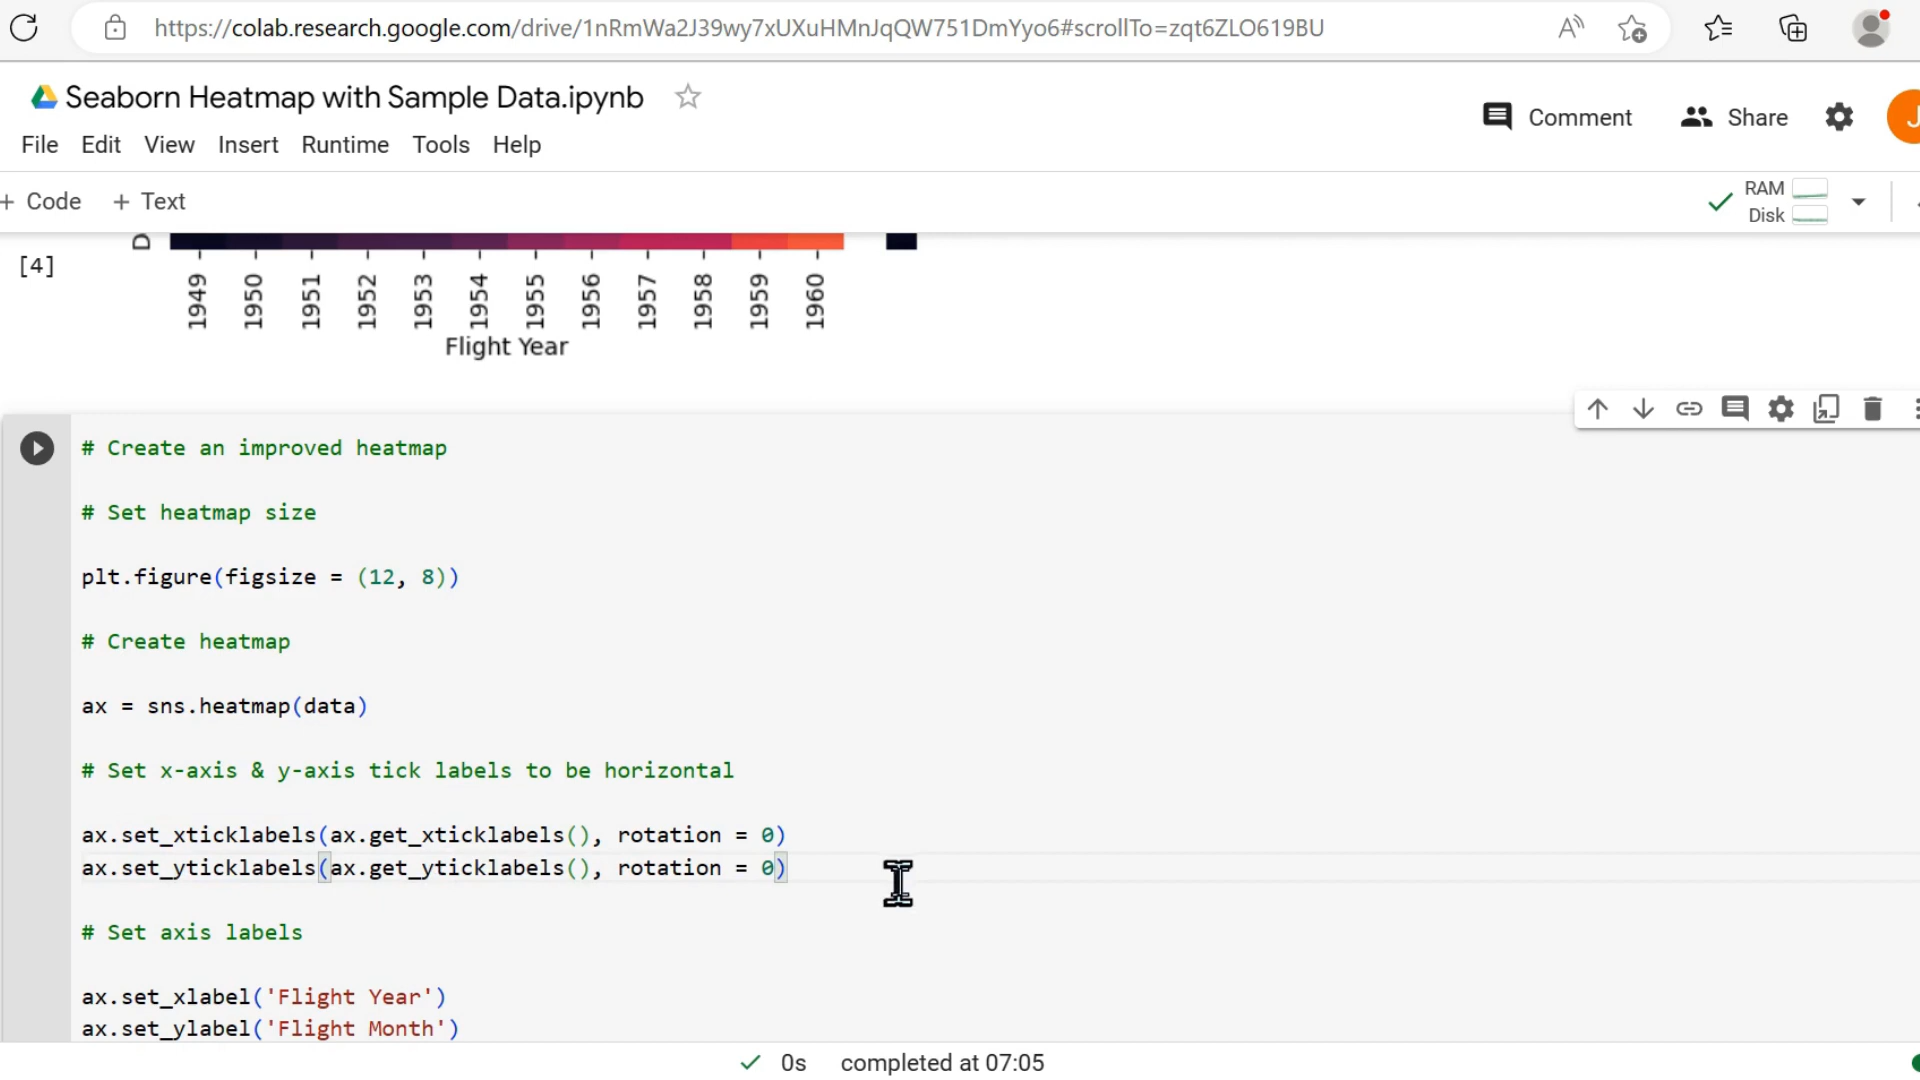 https://colab.research.google.com/drive/1nRmWa2J39wy7xUXuHMnJqQW751DmYyo6#scrollTo=zqt6ZLO619BU
Seaborn Heatmap with Sample Data.ipynb
Comment
Share
J
File Edit View Insert Runtime Tools Help
+ Code + Text
RAM
Disk
D
[4]
1949 1950 1951 1952 1953 1954 1955 1956 1957 1958 1959 1960
Flight Year
# Create an improved heatmap
# Set heatmap size
plt.figure(figsize = (12, 8))
# Create heatmap
ax = sns.heatmap(data)
# Set x-axis & y-axis tick labels to be horizontal
ax.set_xticklabels(ax.get_xticklabels(), rotation = 0)
ax.set_yticklabels(ax.get_yticklabels(), rotation = 0)
# Set axis labels
ax.set_xlabel('Flight Year')
ax.set_ylabel('Flight Month')
0s completed at 07:05